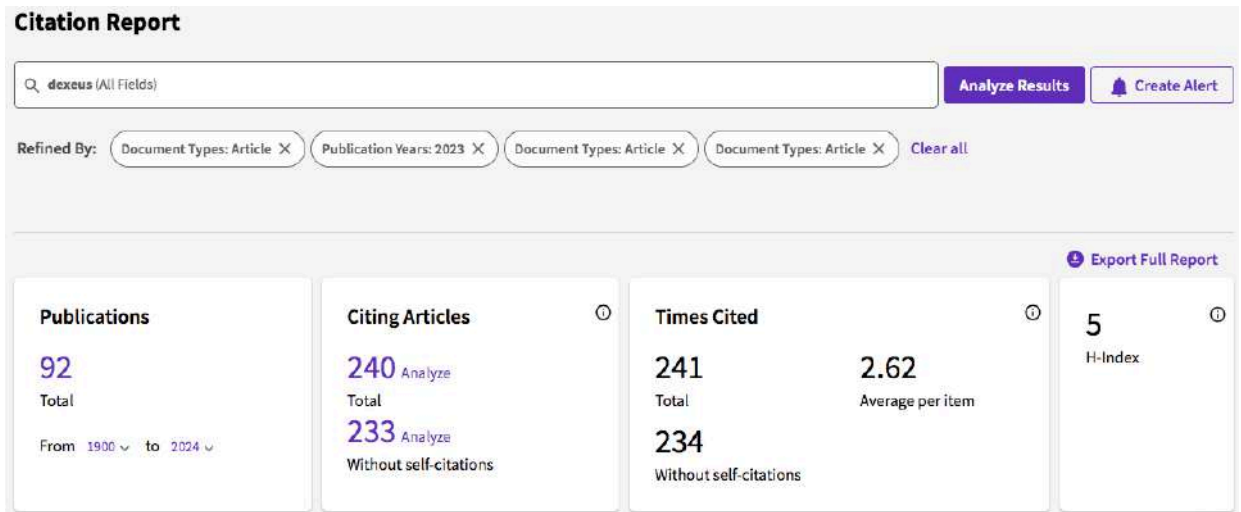 Citation Report
dexeus (All Fields)
Analyze Results
Create Alert
Refined By: Document Types: Article X Publication Years: 2023 X Document Types: Article X Document Types: Article X Clear all
Export Full Report
Publications
92
Total
From 1900 to 2024
Citing Articles
240 Analyze
Total
233 Analyze
Without self-citations
Times Cited
241
Total
234
Without self-citations
2.62
Average per item
5
H-Index